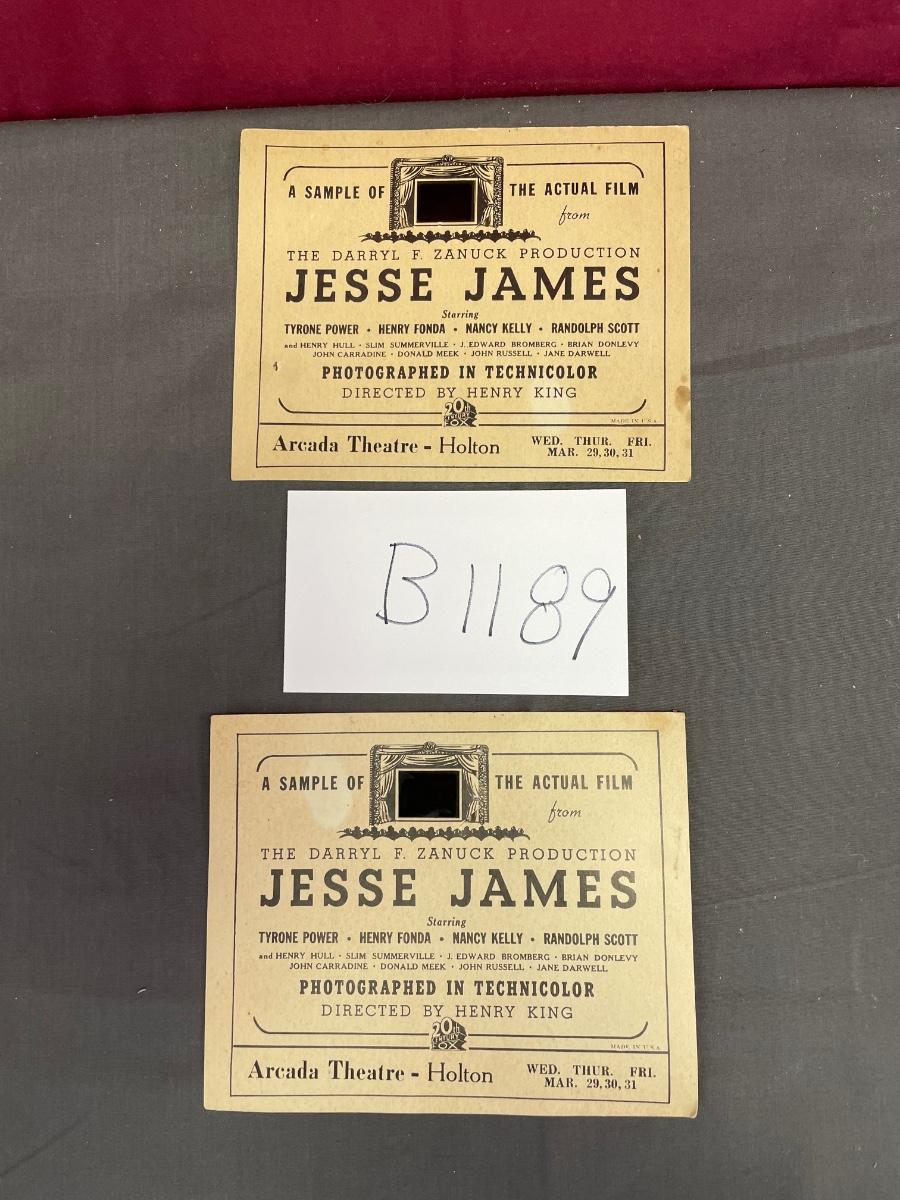 A SAMPLE OF THE ACTUAL FILM
from
THE DARRYL F. ZANUCK PRODUCTION
JESSE JAMES
Starring
TYRONE POWER • HENRY FONDA • NANCY KELLY • RANDOLPH SCOTT
and HENRY HULL • SLIM SUMMERVILLE • J. EDWARD BROMBERG • BRIAN DONLEVY
JOHN CARRADINE • DONALD MEEK • JOHN RUSSELL • JANE DARWELL
PHOTOGRAPHED IN TECHNICOLOR
DIRECTED BY HENRY KING
20th
CENTURY
FOX
MADE IN U.S.A.
Arcada Theatre - Holton WED. THUR. FRI.
MAR. 29, 30, 31
B1189
A SAMPLE OF THE ACTUAL FILM
from
THE DARRYL F. ZANUCK PRODUCTION
JESSE JAMES
Starring
TYRONE POWER • HENRY FONDA • NANCY KELLY • RANDOLPH SCOTT
and HENRY HULL • SLIM SUMMERVILLE • J. EDWARD BROMBERG • BRIAN DONLEVY
JOHN CARRADINE • DONALD MEEK • JOHN RUSSELL • JANE DARWELL
PHOTOGRAPHED IN TECHNICOLOR
DIRECTED BY HENRY KING
20th
CENTURY
FOX
MADE IN U.S.A.
Arcada Theatre - Holton WED. THUR. FRI.
MAR. 29, 30, 31